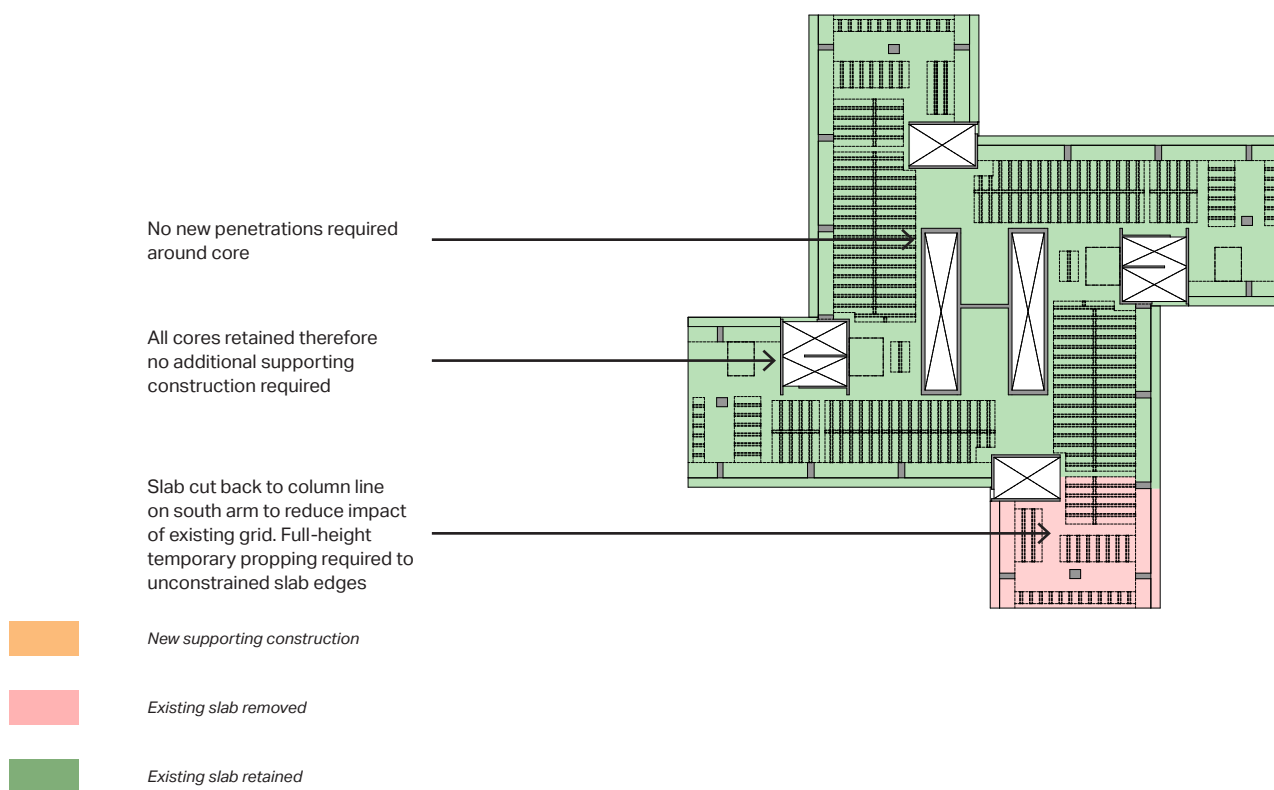 No new penetrations required
around core
All cores retained therefore
no additional supporting
construction required
Slab cut back to column line
on south arm to reduce impact
of existing grid. Full-height
temporary propping required to
unconstrained slab edges
New supporting construction
Existing slab removed
Existing slab retained